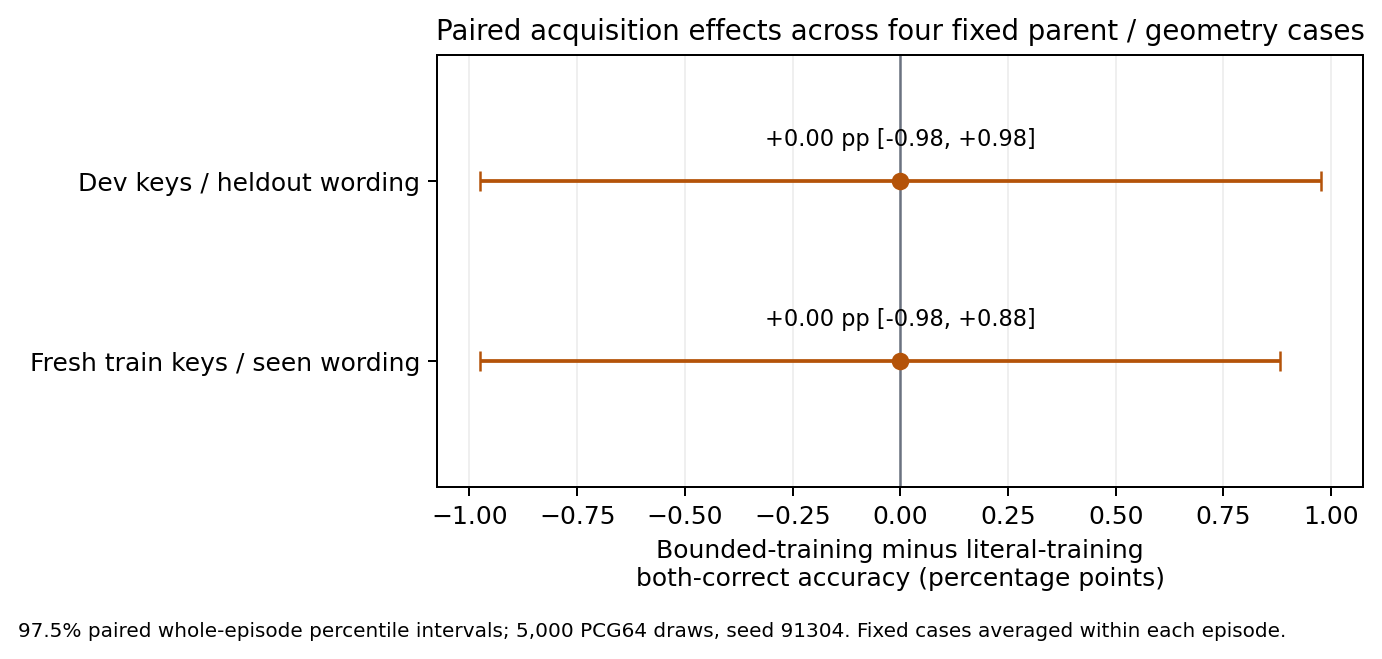 Paired acquisition effects across four fixed parent / geometry cases
+0.00 pp [-0.98, +0.98]
Dev keys / heldout wording
+0.00 pp [-0.98, +0.88]
Fresh train keys / seen wording
−1.00 −0.75 −0.50 −0.25 0.00 0.25 0.50 0.75 1.00
Bounded-training minus literal-training
both-correct accuracy (percentage points)
97.5% paired whole-episode percentile intervals; 5,000 PCG64 draws, seed 91304. Fixed cases averaged within each episode.